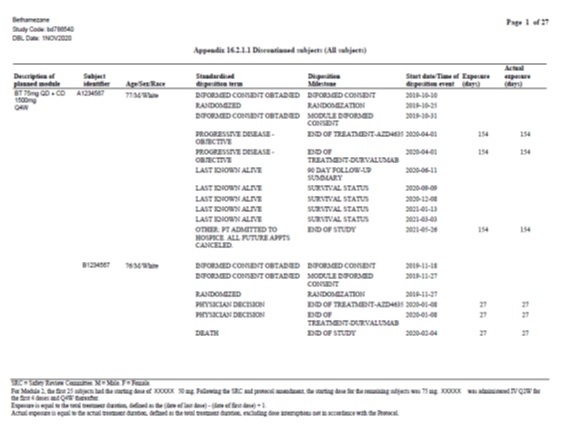 Bethamezane
Study Code: bd786540
DBL Date: 1NOV2020
Page 1 of 27
Appendix 16.2.1.1 Discontinued subjects (All subjects)
Description of planned module Subject identifier Age/Sex/Race Standardised disposition term Disposition Milestone Start date/Time of disposition event Exposure (days) Actual exposure (days)
BT 75mg QD + CO 1500mg Q4W A1234567 77/M/White INFORMED CONSENT OBTAINED INFORMED CONSENT 2019-10-10
RANDOMIZED RANDOMIZATION 2019-10-25
INFORMED CONSENT OBTAINED MODULE INFORMED CONSENT 2019-10-31
PROGRESSIVE DISEASE - OBJECTIVE END OF TREATMENT-AZD4635 2020-04-01 154 154
PROGRESSIVE DISEASE - OBJECTIVE END OF TREATMENT-DURVALUMAB 2020-04-01 154 154
LAST KNOWN ALIVE 90 DAY FOLLOW-UP SUMMARY 2020-06-11
LAST KNOWN ALIVE SURVIVAL STATUS 2020-09-09
LAST KNOWN ALIVE SURVIVAL STATUS 2020-12-08
LAST KNOWN ALIVE SURVIVAL STATUS 2021-01-13
LAST KNOWN ALIVE SURVIVAL STATUS 2021-03-03
OTHER: PT ADMITTED TO HOSPICE. ALL FUTURE APPTS CANCELED. END OF STUDY 2021-05-26 154 154
B1234567 76/M/White INFORMED CONSENT OBTAINED INFORMED CONSENT 2019-11-18
INFORMED CONSENT OBTAINED MODULE INFORMED CONSENT 2019-11-27
RANDOMIZED RANDOMIZATION 2019-11-27
PHYSICIAN DECISION END OF TREATMENT-AZD4635 2020-01-08 27 27
PHYSICIAN DECISION END OF TREATMENT-DURVALUMAB 2020-01-08 27 27
DEATH END OF STUDY 2020-02-04 27 27
SRC = Safety Review Committee. M = Male. F = Female.
For Module 2, the first 25 subjects had the starting dose of XXXXX 50 mg. Following the SRC and protocol amendment, the starting dose for the remaining subjects was 75 mg. XXXXX was administered IV Q2W for
the first 4 doses and Q4W thereafter.
Exposure is equal to the total treatment duration, defined as the (date of last dose) - (date of first dose) + 1.
Actual exposure is equal to the actual treatment duration, defined as the total treatment duration, excluding dose interruptions not in accordance with the Protocol.